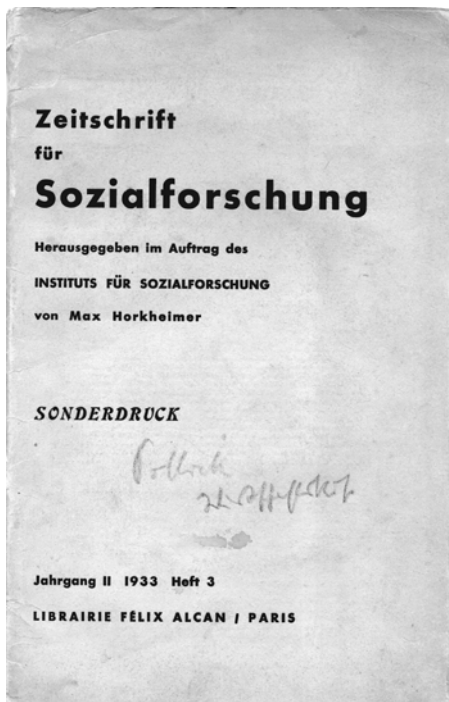 Zeitschrift
für
Sozialforschung
Herausgegeben im Auftrag des
INSTITUTS FÜR SOZIALFORSCHUNG
von Max Horkheimer
SONDERDRUCK
Pollock
Jahrgang II 1933 Heft 3
LIBRAIRIE FÉLIX ALCAN / PARIS